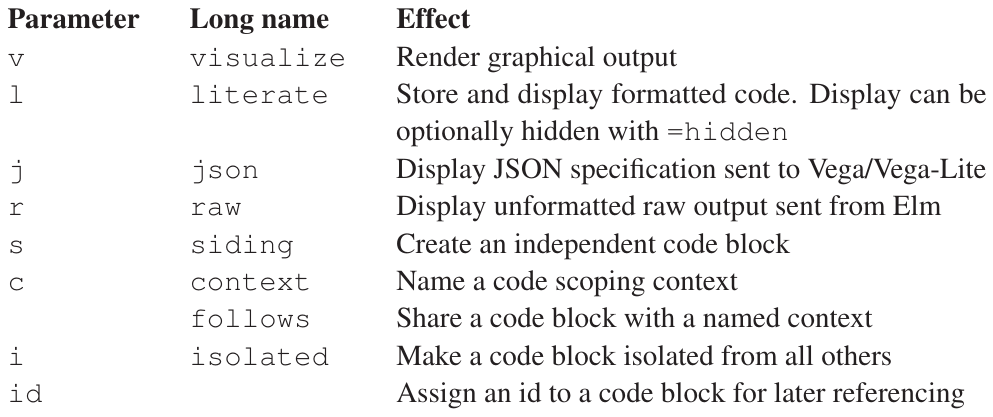 Parameter Long name Effect
v visualize Render graphical output
l literate Store and display formatted code. Display can be
optionally hidden with =hidden
j json Display JSON specification sent to Vega/Vega-Lite
r raw Display unformatted raw output sent from Elm
s siding Create an independent code block
c context Name a code scoping context
follows Share a code block with a named context
i isolated Make a code block isolated from all others
id Assign an id to a code block for later referencing